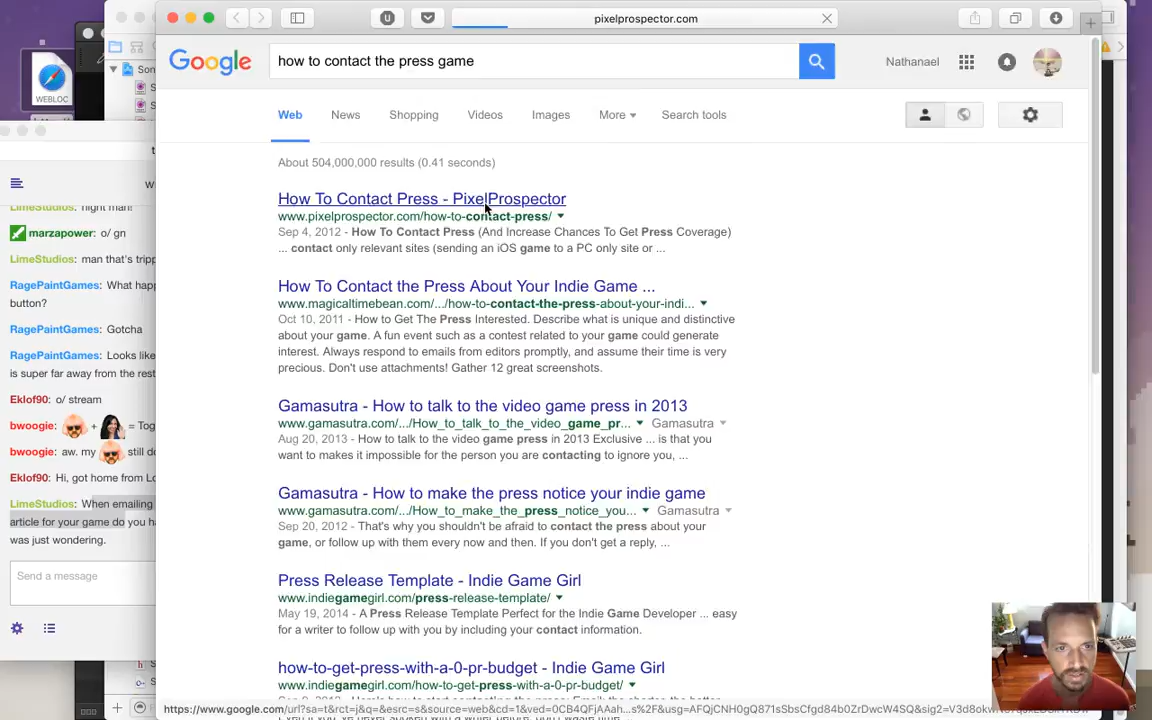 pixelprospector.com
WEBLOC
Son
Google
how to contact the press game
Nathanael
Web
News
Shopping
Videos
Images
More
Search tools
About 504,000,000 results (0.41 seconds)
How To Contact Press - PixelProspector
www.pixelprospector.com/how-to-contact-press/
Sep 4, 2012 - How To Contact Press (And Increase Chances To Get Press Coverage)
... contact only relevant sites (sending an iOS game to a PC only site or ...
How To Contact the Press About Your Indie Game ...
www.magicaltimebean.com/.../how-to-contact-the-press-about-your-indi...
Oct 10, 2011 - How to Get The Press Interested. Describe what is unique and distinctive
about your game. A fun event such as a contest related to your game could generate
interest. Always respond to emails from editors promptly, and assume their time is very
precious. Don't use attachments! Gather 12 great screenshots.
Gamasutra - How to talk to the video game press in 2013
www.gamasutra.com/.../How_to_talk_to_the_video_game_pr...
Gamasutra
Aug 20, 2013 - How to talk to the video game press in 2013 Exclusive ... is that you
want to makes it impossible for the person you are contacting to ignore you, ...
Gamasutra - How to make the press notice your indie game
www.gamasutra.com/.../How_to_make_the_press_notice_you...
Gamasutra
Sep 20, 2012 - That's why you shouldn't be afraid to contact the press about your
game, or follow up with them every now and then. If you don't get a reply, ...
Press Release Template - Indie Game Girl
www.indiegamegirl.com/press-release-template/
May 19, 2014 - A Press Release Template Perfect for the Indie Game Developer ... easy
for a writer to follow up with you by including your contact information.
how-to-get-press-with-a-0-pr-budget - Indie Game Girl
www.indiegamegirl.com/how-to-get-press-with-a-0-pr-budget/
LimeStudios: night man!
marzapower: o/ gn
LimeStudios: man that's tripp
RagePaintGames: What happ
button?
RagePaintGames: Gotcha
RagePaintGames: Looks like
is super far away from the rest
Eklof90: o/ stream
bwoogie: + = Tog
bwoogie: aw. my still do
Eklof90: Hi, got home from Lo
LimeStudios: When emailing
article for your game do you ha
was just wondering.
Send a message